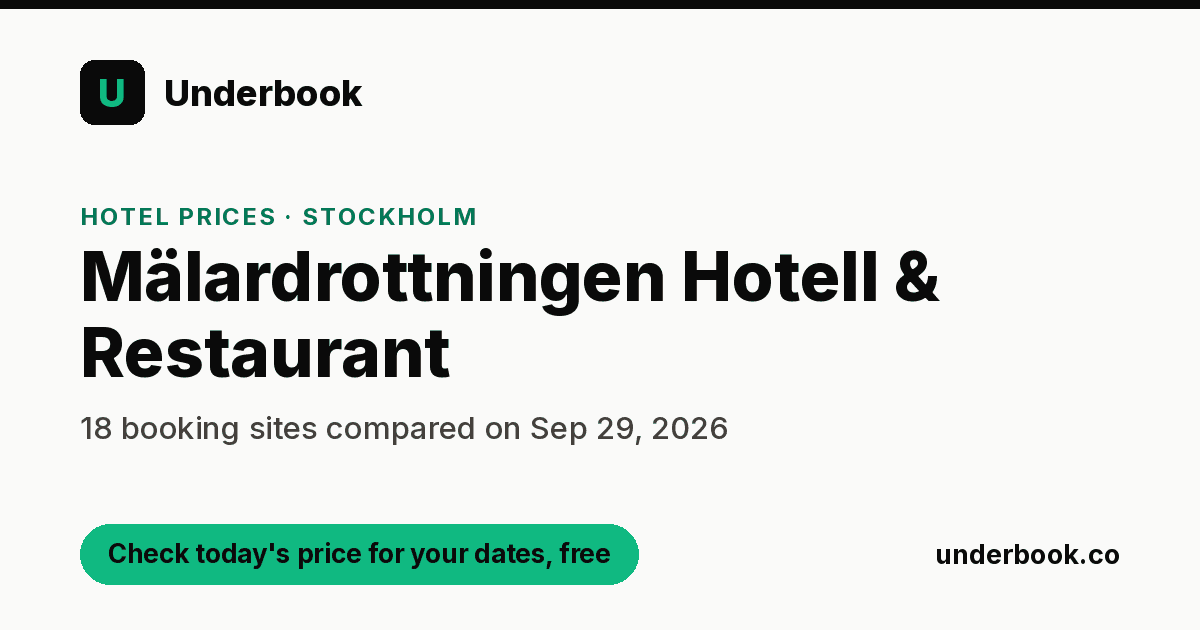 U Underbook
HOTEL PRICES · STOCKHOLM
Mälardrottningen Hotell &
Restaurant
18 booking sites compared on Sep 29, 2026
Check today's price for your dates, free
underbook.co